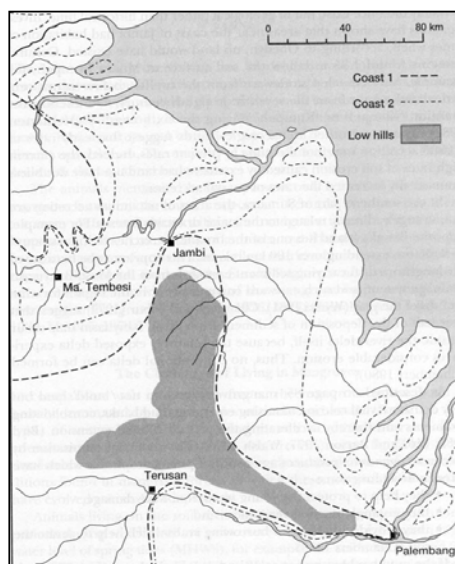 0 40 80 km
Coast 1
Coast 2
Low hills
Jambi
Ma. Tembesi
Terusan
Palembang